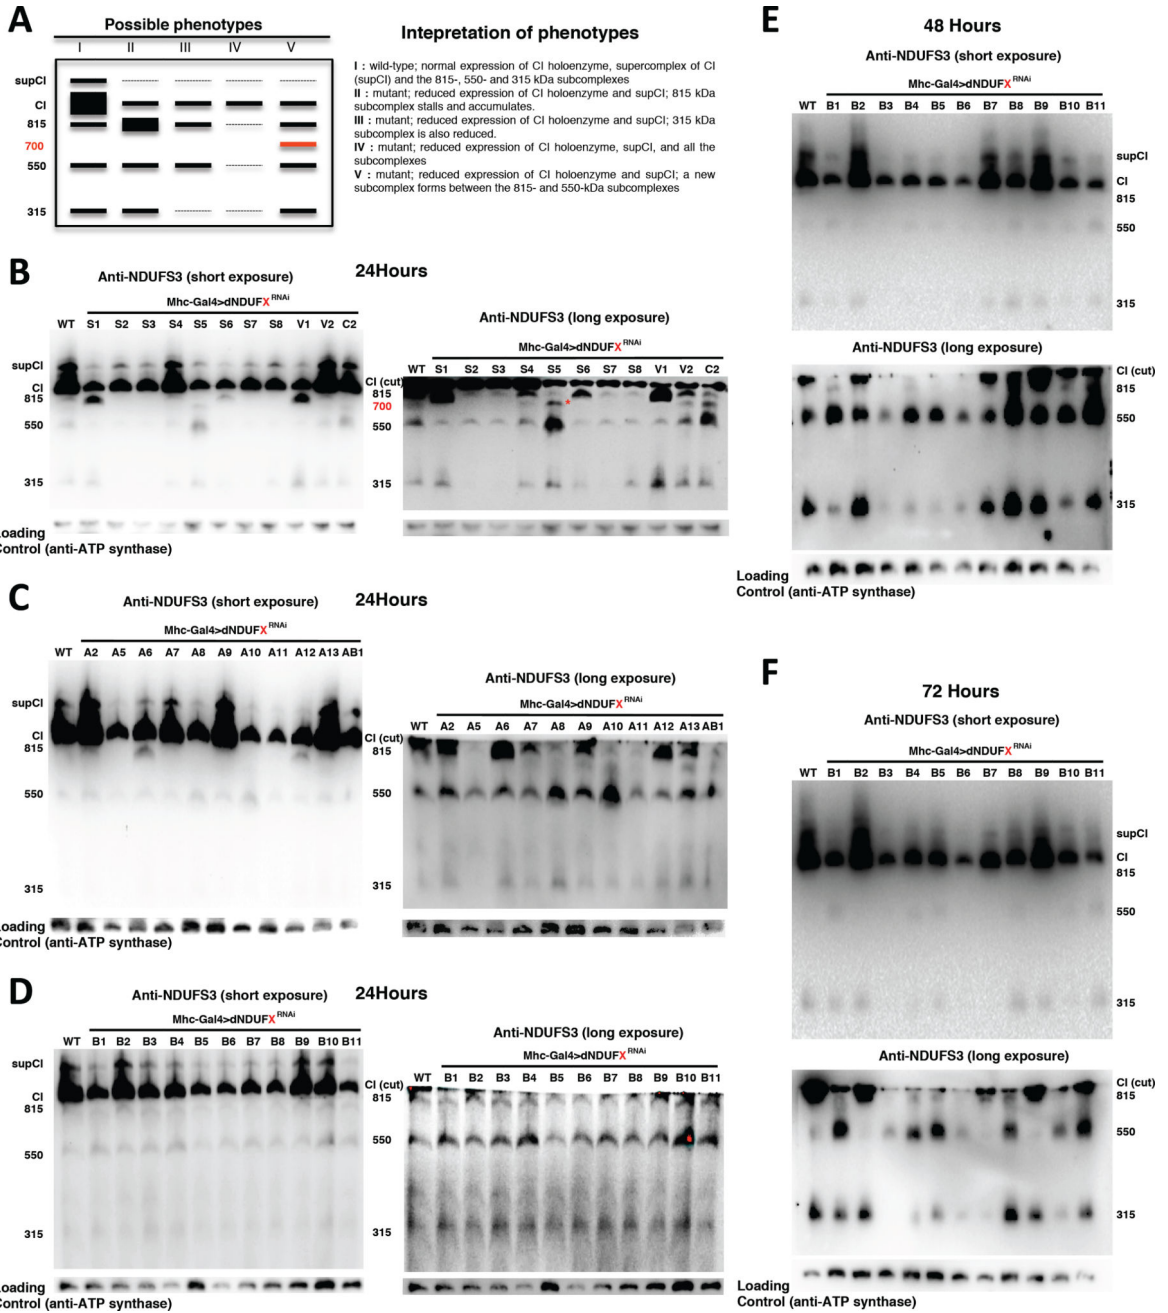 A
Possible phenotypes
I II III IV V
supCI
CI
815
700
550
315
Intepretation of phenotypes
I : wild-type; normal expression of CI holoenzyme, supercomplex of CI
(supCI) and the 815-, 550- and 315 kDa subcomplexes
II : mutant; reduced expression of CI holoenzyme and supCI; 815 kDa
subcomplex stalls and accumulates.
III : mutant; reduced expression of CI holoenzyme and supCI; 315 kDa
subcomplex is also reduced.
IV : mutant; reduced expression of CI holoenzyme, supCI, and all the
subcomplexes
V : mutant; reduced expression of CI holoenzyme and supCI; a new
subcomplex forms between the 815- and 550-kDa subcomplexes
B
24Hours
Anti-NDUFS3 (short exposure)
Mhc-Gal4>dNDUFX RNAi
WT S1 S2 S3 S4 S5 S6 S7 S8 V1 V2 C2
supCI
CI
815
550
315
Anti-NDUFS3 (long exposure)
Mhc-Gal4>dNDUFX RNAi
WT S1 S2 S3 S4 S5 S6 S7 S8 V1 V2 C2
CI (cut)
815
700
*
550
315
Loading
Control (anti-ATP synthase)
C
24Hours
Anti-NDUFS3 (short exposure)
Mhc-Gal4>dNDUFX RNAi
WT A2 A5 A6 A7 A8 A9 A10 A11 A12 A13 AB1
supCI
CI
815
550
315
Anti-NDUFS3 (long exposure)
Mhc-Gal4>dNDUFX RNAi
WT A2 A5 A6 A7 A8 A9 A10 A11 A12 A13 AB1
CI (cut)
815
550
315
Loading
Control (anti-ATP synthase)
D
24Hours
Anti-NDUFS3 (short exposure)
Mhc-Gal4>dNDUFX RNAi
WT B1 B2 B3 B4 B5 B6 B7 B8 B9 B10 B11
supCI
CI
815
550
315
Anti-NDUFS3 (long exposure)
Mhc-Gal4>dNDUFX RNAi
WT B1 B2 B3 B4 B5 B6 B7 B8 B9 B10 B11
CI (cut)
815
550
315
Loading
Control (anti-ATP synthase)
E
48 Hours
Anti-NDUFS3 (short exposure)
Mhc-Gal4>dNDUFX RNAi
WT B1 B2 B3 B4 B5 B6 B7 B8 B9 B10 B11
supCI
CI
815
550
315
Anti-NDUFS3 (long exposure)
CI (cut)
815
550
315
Loading
Control (anti-ATP synthase)
F
72 Hours
Anti-NDUFS3 (short exposure)
Mhc-Gal4>dNDUFX RNAi
WT B1 B2 B3 B4 B5 B6 B7 B8 B9 B10 B11
supCI
CI
815
550
315
Anti-NDUFS3 (long exposure)
CI (cut)
815
550
315
Loading
Control (anti-ATP synthase)